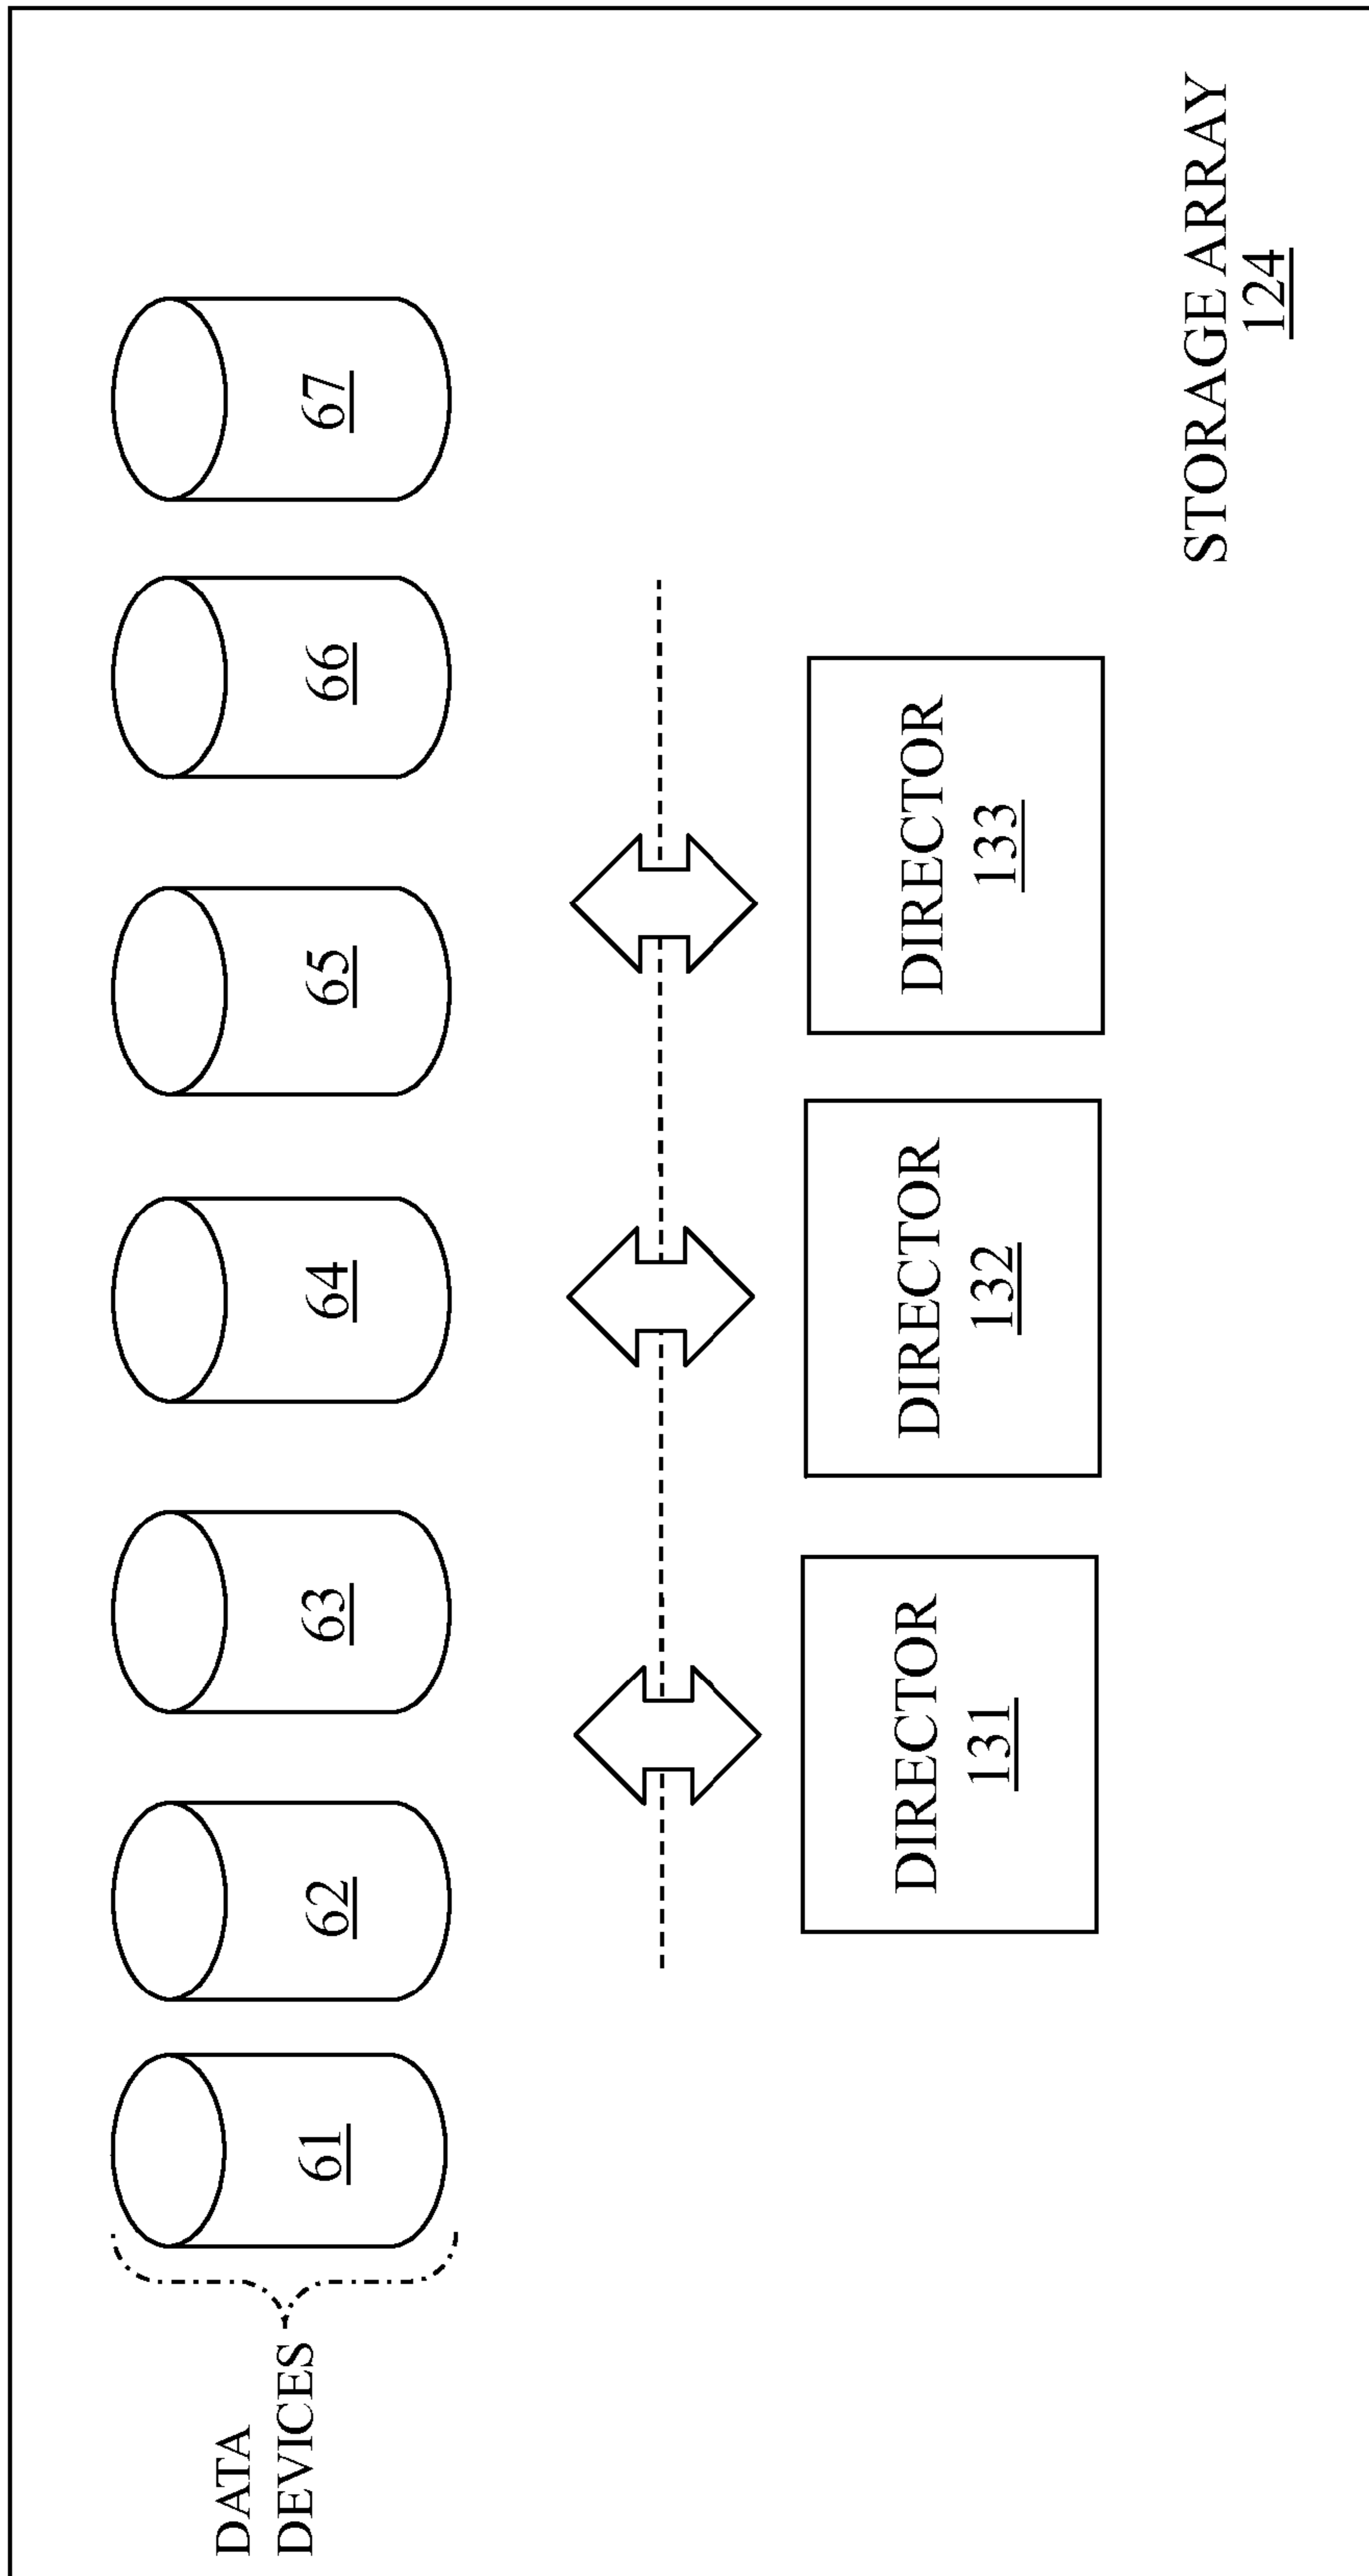 DATA
DEVICES
61
62
63
64
65
66
67
DIRECTOR
131
DIRECTOR
132
DIRECTOR
133
STORAGE ARRAY
124